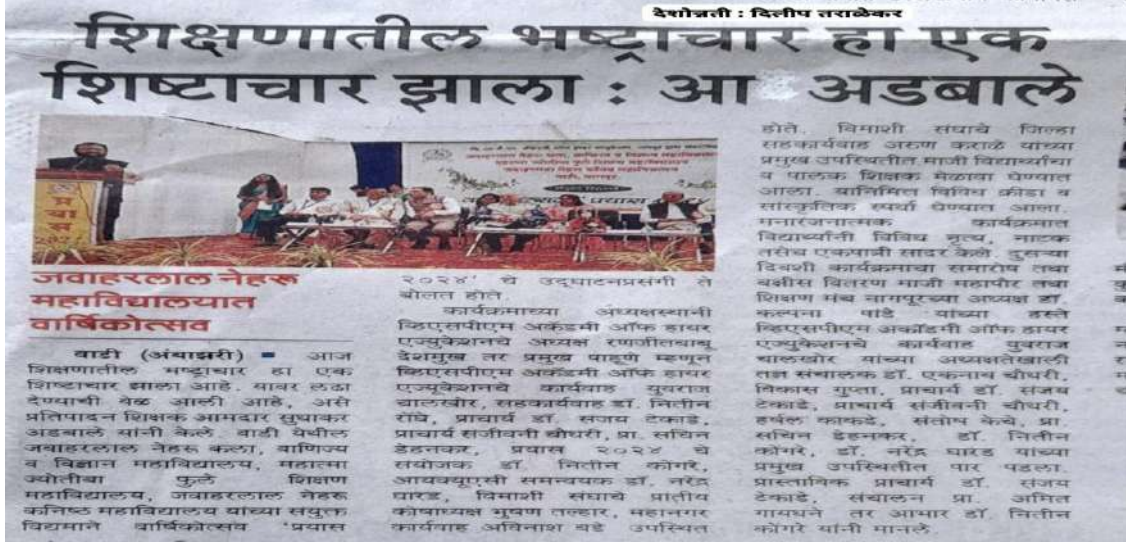 देशोन्नती : दिलीप तराळेकर
शिक्षणातील भष्ट्राचार हा एक
शिष्टाचार झाला : आ अडबाले
जवाहरलाल नेहरू
महाविद्यालयात
वार्षिकोत्सव
वाडी (अंबाझरी) ■ आज
शिक्षणातील भष्ट्राचार हा एक
शिष्टाचार झाला आहे. यावर लढा
देण्याची वेळ आली आहे, असे
प्रतिपादन शिक्षक आमदार सुधाकर
अडबाले यांनी केले. वाडी येथील
जवाहरलाल नेहरू कला, वाणिज्य
व विज्ञान महाविद्यालय, महात्मा
ज्योतीबा फुले शिक्षण
महाविद्यालय, जवाहरलाल नेहरू
कनिष्ठ महाविद्यालय यांच्या संयुक्त
विद्यमाने वार्षिकोत्सव 'प्रयास
२०२४' चे उद्घाटनप्रसंगी ते
बोलत होते.
कार्यक्रमाच्या अध्यक्षस्थानी
व्हिएसपीएम अकॅडमी ऑफ हायर
एज्युकेशनचे अध्यक्ष रणजीतबाबू
देशमुख तर प्रमुख पाहुणे म्हणून
व्हिएसपीएम अकॅडमी ऑफ हायर
एज्युकेशनचे कार्यवाह युवराज
चालखोर, सहकार्यवाह डॉ. नितीन
रोंघे, प्राचार्य डॉ. संजय टेकाडे,
प्राचार्य संजीवनी चौधरी, प्रा. सचिन
डेहनकर, प्रयास २०२४ चे
संयोजक डॉ. नितीन कोंगरे,
आयक्यूएसी समन्वयक डॉ. नरेंद्र
घारड, विमाशी संघाचे प्रांतीय
कोषाध्यक्ष भुषण तल्हार, महानगर
कार्यवाह अविनाश बडे उपस्थित
होते. विमाशी संघाचे जिल्हा
सहकार्यवाह अरुण कराळे यांच्या
प्रमुख उपस्थितीत माजी विद्यार्थ्यांचा
व पालक शिक्षक मेळावा घेण्यात
आला. यानिमित्त विविध क्रीडा व
सांस्कृतिक स्पर्धा घेण्यात आला.
मनोरंजनात्मक कार्यक्रमात
विद्यार्थ्यांनी विविध नृत्य, नाटक
तसेच एकपात्री सादर केले. दुसऱ्या
दिवशी कार्यक्रमाचा समारोप तथा
बक्षीस वितरण माजी महापौर तथा
शिक्षण मंच नागपूरच्या अध्यक्ष डॉ.
कल्पना पांडे यांच्या हस्ते
व्हिएसपीएम अकॅडमी ऑफ हायर
एज्युकेशनचे कार्यवाह युवराज
चालखोर यांच्या अध्यक्षतेखाली
तज्ञ संचालक डॉ. एकनाथ चौधरी,
विकास गुप्ता, प्राचार्य डॉ. संजय
टेकाडे, प्राचार्य संजीवनी चौधरी,
हर्षल काकडे, संतोष केचे, प्रा.
सचिन डेहनकर, डॉ. नितीन
कोंगरे, डॉ. नरेंद्र घारड यांच्या
प्रमुख उपस्थितीत पार पडला.
प्रास्ताविक प्राचार्य डॉ. संजय
टेकाडे, संचालन प्रा. अमित
गायधने तर आभार डॉ. नितीन
कोंगरे यांनी मानले.